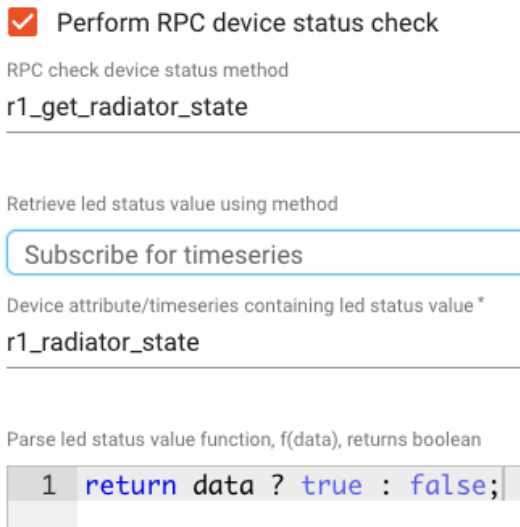 Perform RPC device status check
RPC check device status method
r1_get_radiator_state
Retrieve led status value using method
Subscribe for timeseries
Device attribute/timeseries containing led status value *
r1_radiator_state
Parse led status value function, f(data), returns boolean
1 return data ? true : false;